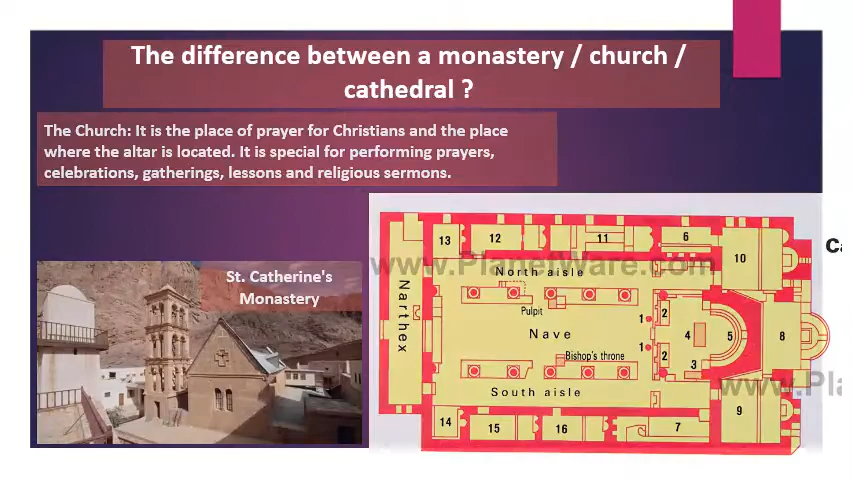 The difference between a monastery / church /
cathedral ?
The Church: It is the place of prayer for Christians and the place
where the altar is located. It is special for performing prayers,
celebrations, gatherings, lessons and religious sermons.
St. Catherine's
Monastery
www.PlanetWare.com
13
12
11
6
10
North aisle
Narthex
Pulpit
1
2
Nave
4
5
8
1
2
Bishop's throne
3
South aisle
9
14
15
16
7
www.Pla
Ca